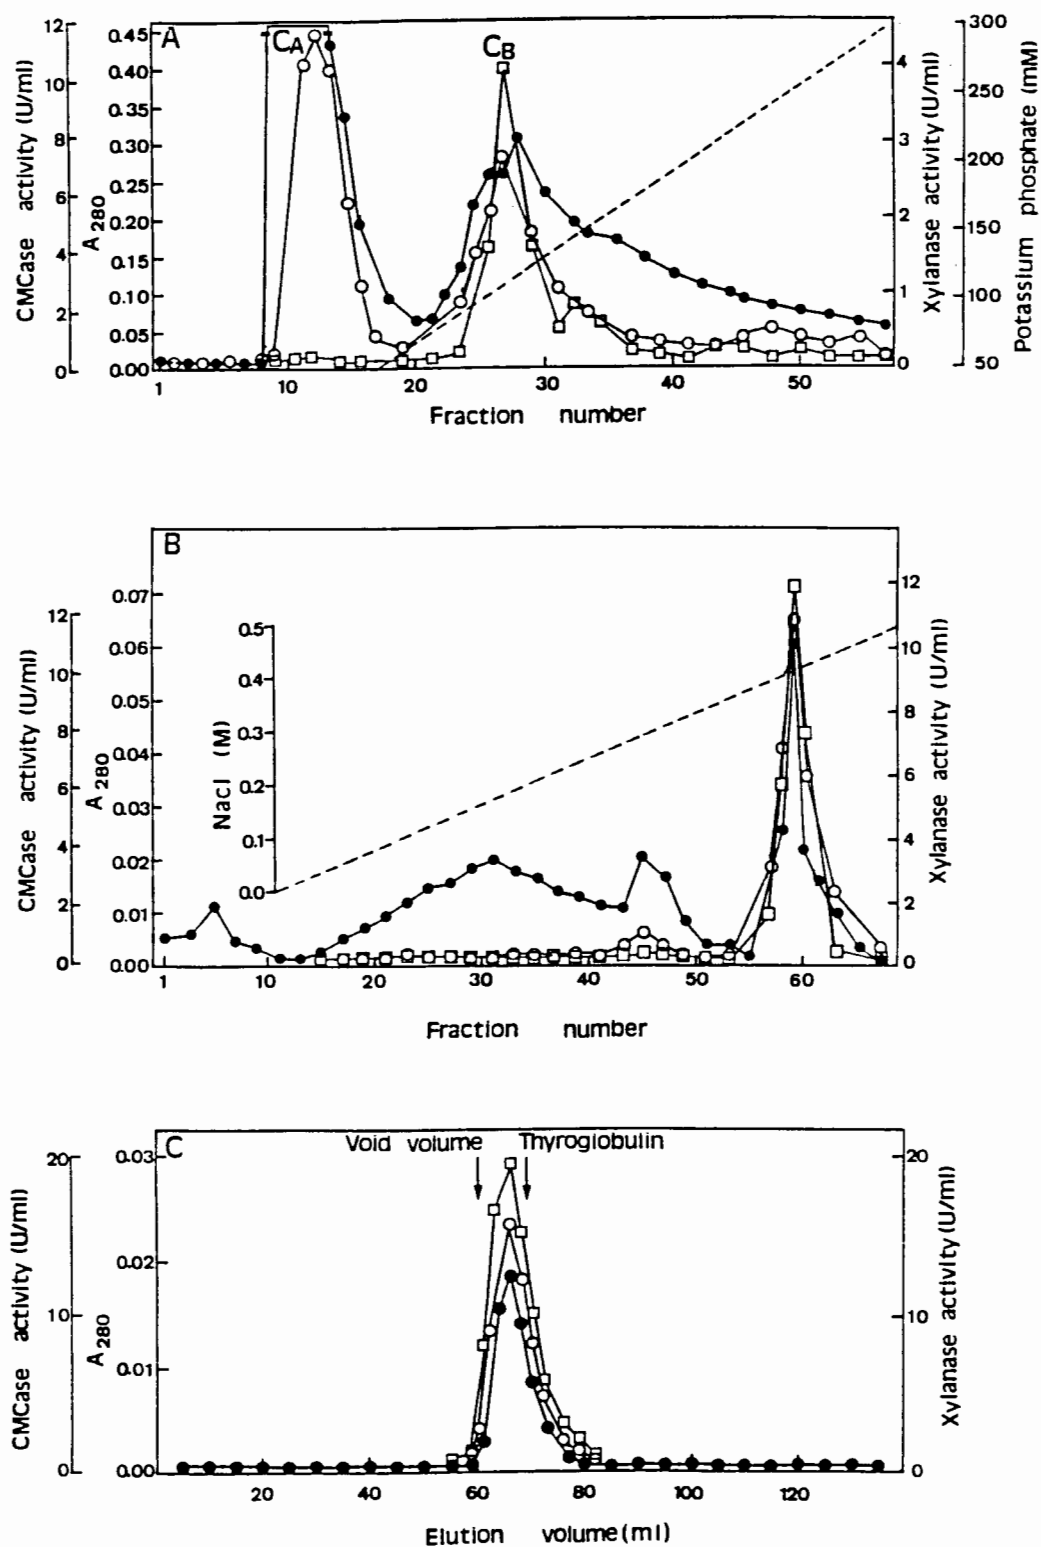 A
CA
CB
CMCase activity (U/ml)
12
10
8
6
4
2
0
A280
0.45
0.40
0.35
0.30
0.25
0.20
0.15
0.10
0.05
0.00
Xylanase activity (U/ml)
4
3
2
1
0
Potassium phosphate (mM)
300
250
200
150
100
50
1 10 20 30 40 50
Fraction number
B
CMCase activity (U/ml)
12
10
8
6
4
2
0
A280
0.07
0.06
0.05
0.04
0.03
0.02
0.01
0.00
NaCl (M)
0.5
0.4
0.3
0.2
0.1
0.0
Xylanase activity (U/ml)
12
10
8
6
4
2
0
1 10 20 30 40 50 60
Fraction number
C
Void volume Thyroglobulin
CMCase activity (U/ml)
20
10
0
A280
0.03
0.02
0.01
0.00
Xylanase activity (U/ml)
20
10
0
20 40 60 80 100 120
Elution volume (ml)